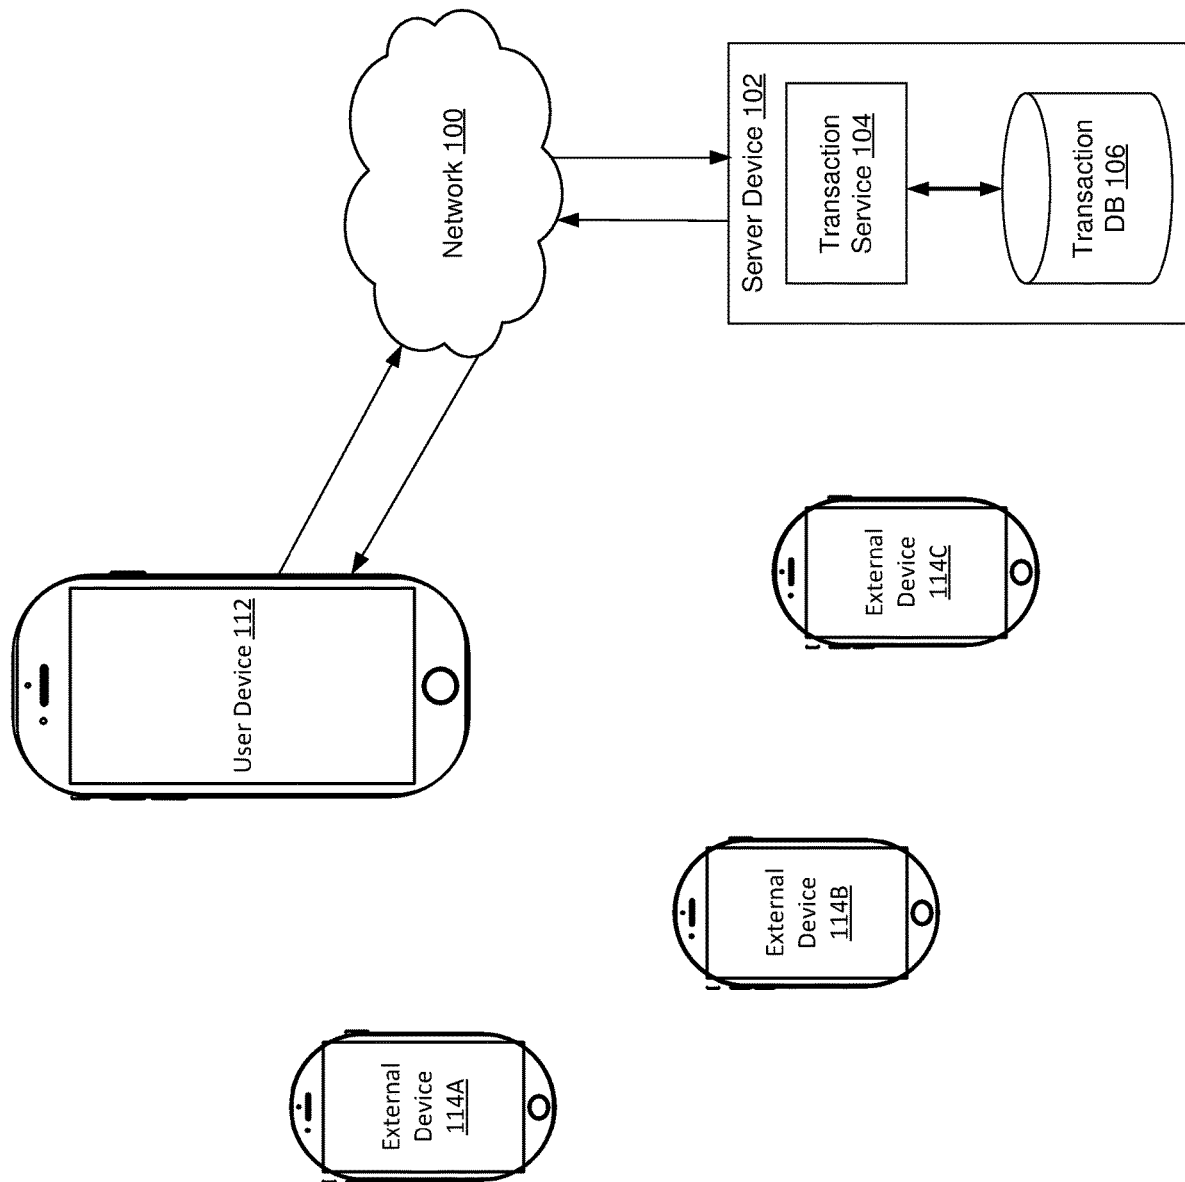 Network 100
Server Device 102
Transaction
Service 104
Transaction
DB 106
User Device 112
External
Device
114A
External
Device
114B
External
Device
114C